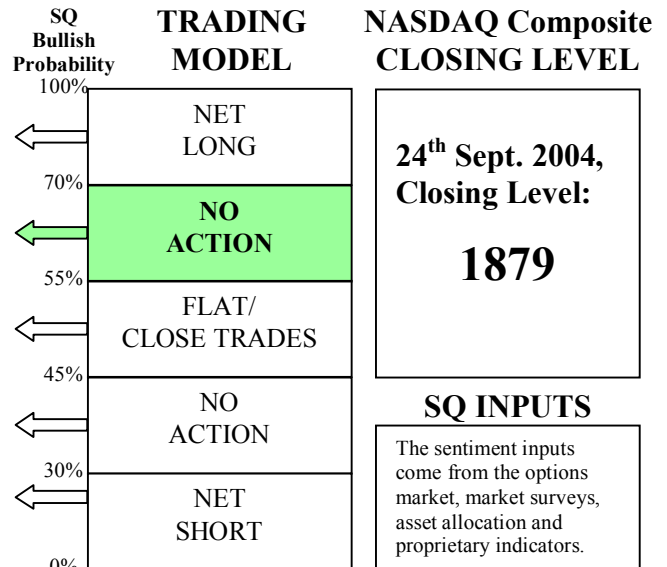 SQ
Bullish
Probability
TRADING
MODEL
100%
NET
LONG
70%
NO
ACTION
55%
FLAT/
CLOSE TRADES
45%
NO
ACTION
30%
NET
SHORT
0%
NASDAQ Composite
CLOSING LEVEL
24th Sept. 2004,
Closing Level:
1879
SQ INPUTS
The sentiment inputs
come from the options
market, market surveys,
asset allocation and
proprietary indicators.